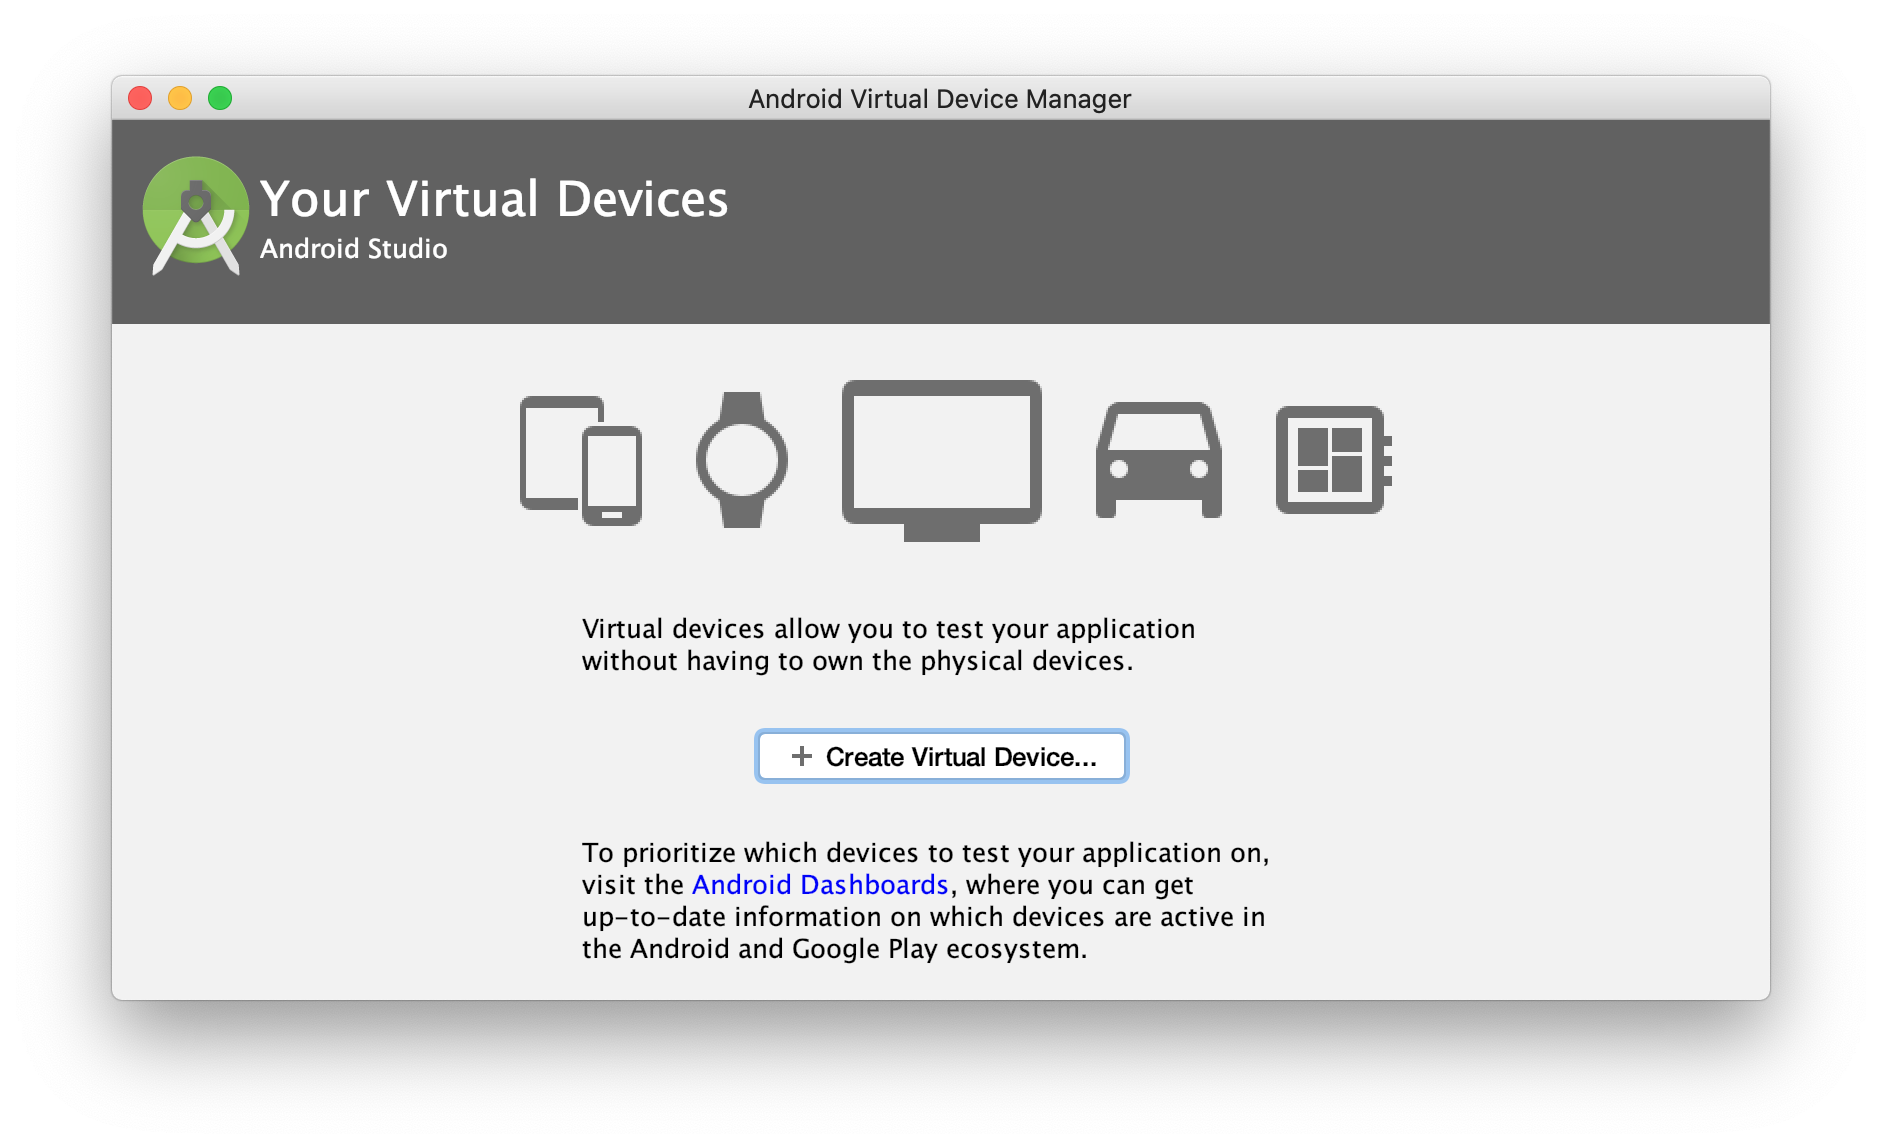 Android Virtual Device Manager
Your Virtual Devices
Android Studio
Virtual devices allow you to test your application
without having to own the physical devices.
Create Virtual Device...
To prioritize which devices to test your application on,
visit the Android Dashboards, where you can get
up-to-date information on which devices are active in
the Android and Google Play ecosystem.